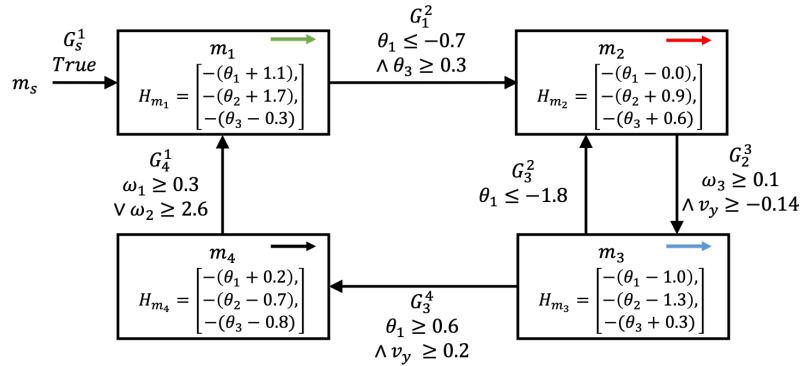 G_s^1
True
m_s
m_1
H_{m_1} = [−(θ_1 + 1.1),
−(θ_2 + 1.7),
−(θ_3 − 0.3)]
G_1^2
θ_1 ≤ −0.7
∧ θ_3 ≥ 0.3
m_2
H_{m_2} = [−(θ_1 − 0.0),
−(θ_2 + 0.9),
−(θ_3 + 0.6)]
G_4^1
ω_1 ≥ 0.3
∨ ω_2 ≥ 2.6
G_3^2
θ_1 ≤ −1.8
G_2^3
ω_3 ≥ 0.1
∧ v_y ≥ −0.14
m_4
H_{m_4} = [−(θ_1 + 0.2),
−(θ_2 − 0.7),
−(θ_3 − 0.8)]
G_3^4
θ_1 ≥ 0.6
∧ v_y ≥ 0.2
m_3
H_{m_3} = [−(θ_1 − 1.0),
−(θ_2 − 1.3),
−(θ_3 + 0.3)]